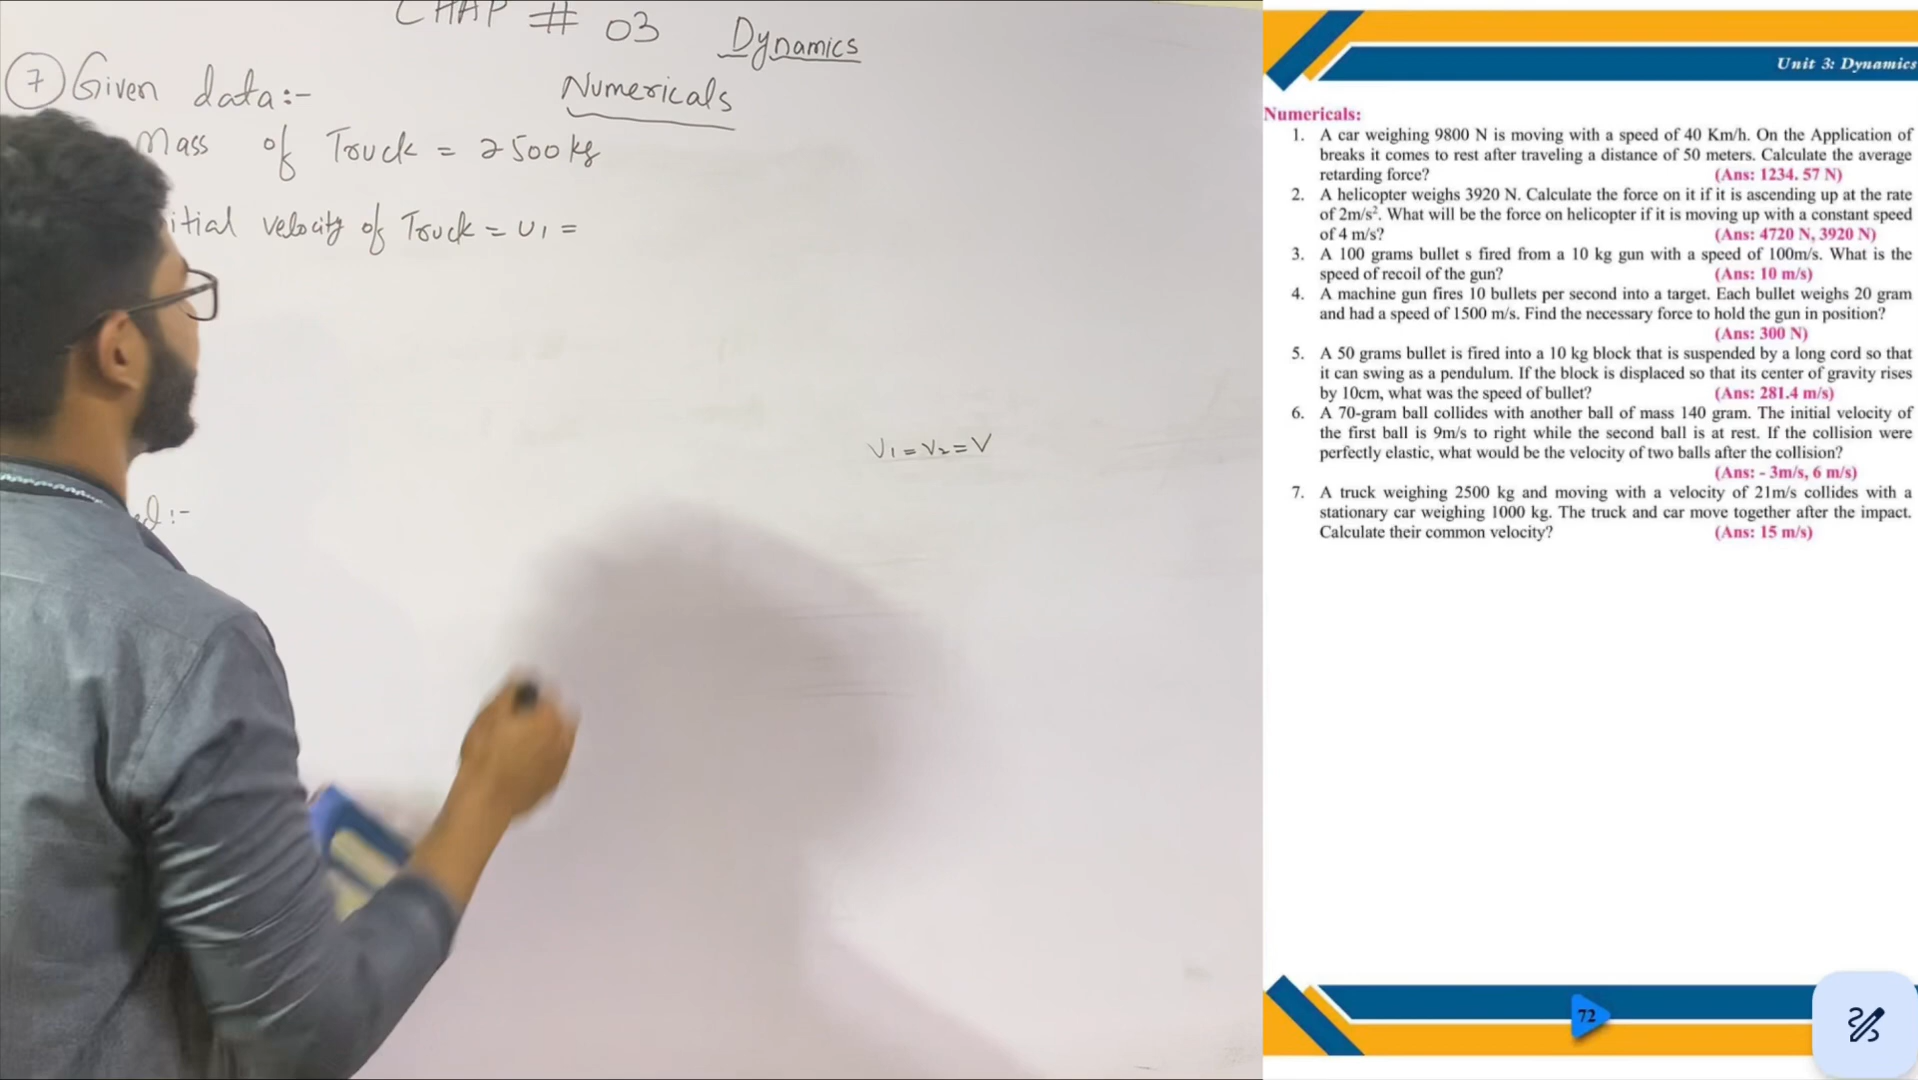 CHAP # 03 Dynamics
Numericals
7 Given data:-
Mass of Truck = 2500 kg
itial velocity of Truck = U1 =
V1 = V2 = V
ed:-
Unit 3: Dynamics
Numericals:
1. A car weighing 9800 N is moving with a speed of 40 Km/h. On the Application of
breaks it comes to rest after traveling a distance of 50 meters. Calculate the average
retarding force? (Ans: 1234. 57 N)
2. A helicopter weighs 3920 N. Calculate the force on it if it is ascending up at the rate
of 2m/s². What will be the force on helicopter if it is moving up with a constant speed
of 4 m/s? (Ans: 4720 N, 3920 N)
3. A 100 grams bullet s fired from a 10 kg gun with a speed of 100m/s. What is the
speed of recoil of the gun? (Ans: 10 m/s)
4. A machine gun fires 10 bullets per second into a target. Each bullet weighs 20 gram
and had a speed of 1500 m/s. Find the necessary force to hold the gun in position?
(Ans: 300 N)
5. A 50 grams bullet is fired into a 10 kg block that is suspended by a long cord so that
it can swing as a pendulum. If the block is displaced so that its center of gravity rises
by 10cm, what was the speed of bullet? (Ans: 281.4 m/s)
6. A 70-gram ball collides with another ball of mass 140 gram. The initial velocity of
the first ball is 9m/s to right while the second ball is at rest. If the collision were
perfectly elastic, what would be the velocity of two balls after the collision?
(Ans: - 3m/s, 6 m/s)
7. A truck weighing 2500 kg and moving with a velocity of 21m/s collides with a
stationary car weighing 1000 kg. The truck and car move together after the impact.
Calculate their common velocity? (Ans: 15 m/s)
72